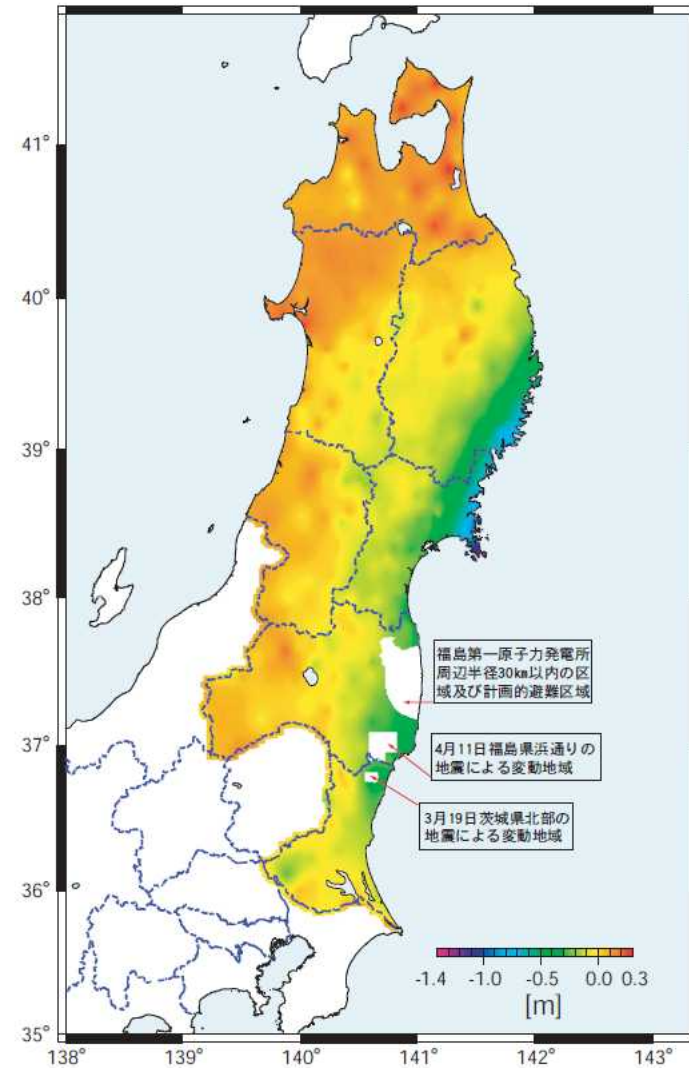 41°
40°
39°
38°
37°
36°
35°
福島第一原子力発電所
周辺半径30km以内の区
域及び計画的避難区域
4月11日福島県浜通りの
地震による変動地域
3月19日茨城県北部の
地震による変動地域
-1.4 -1.0 -0.5 0.0 0.3
[m]
138° 139° 140° 141° 142° 143°